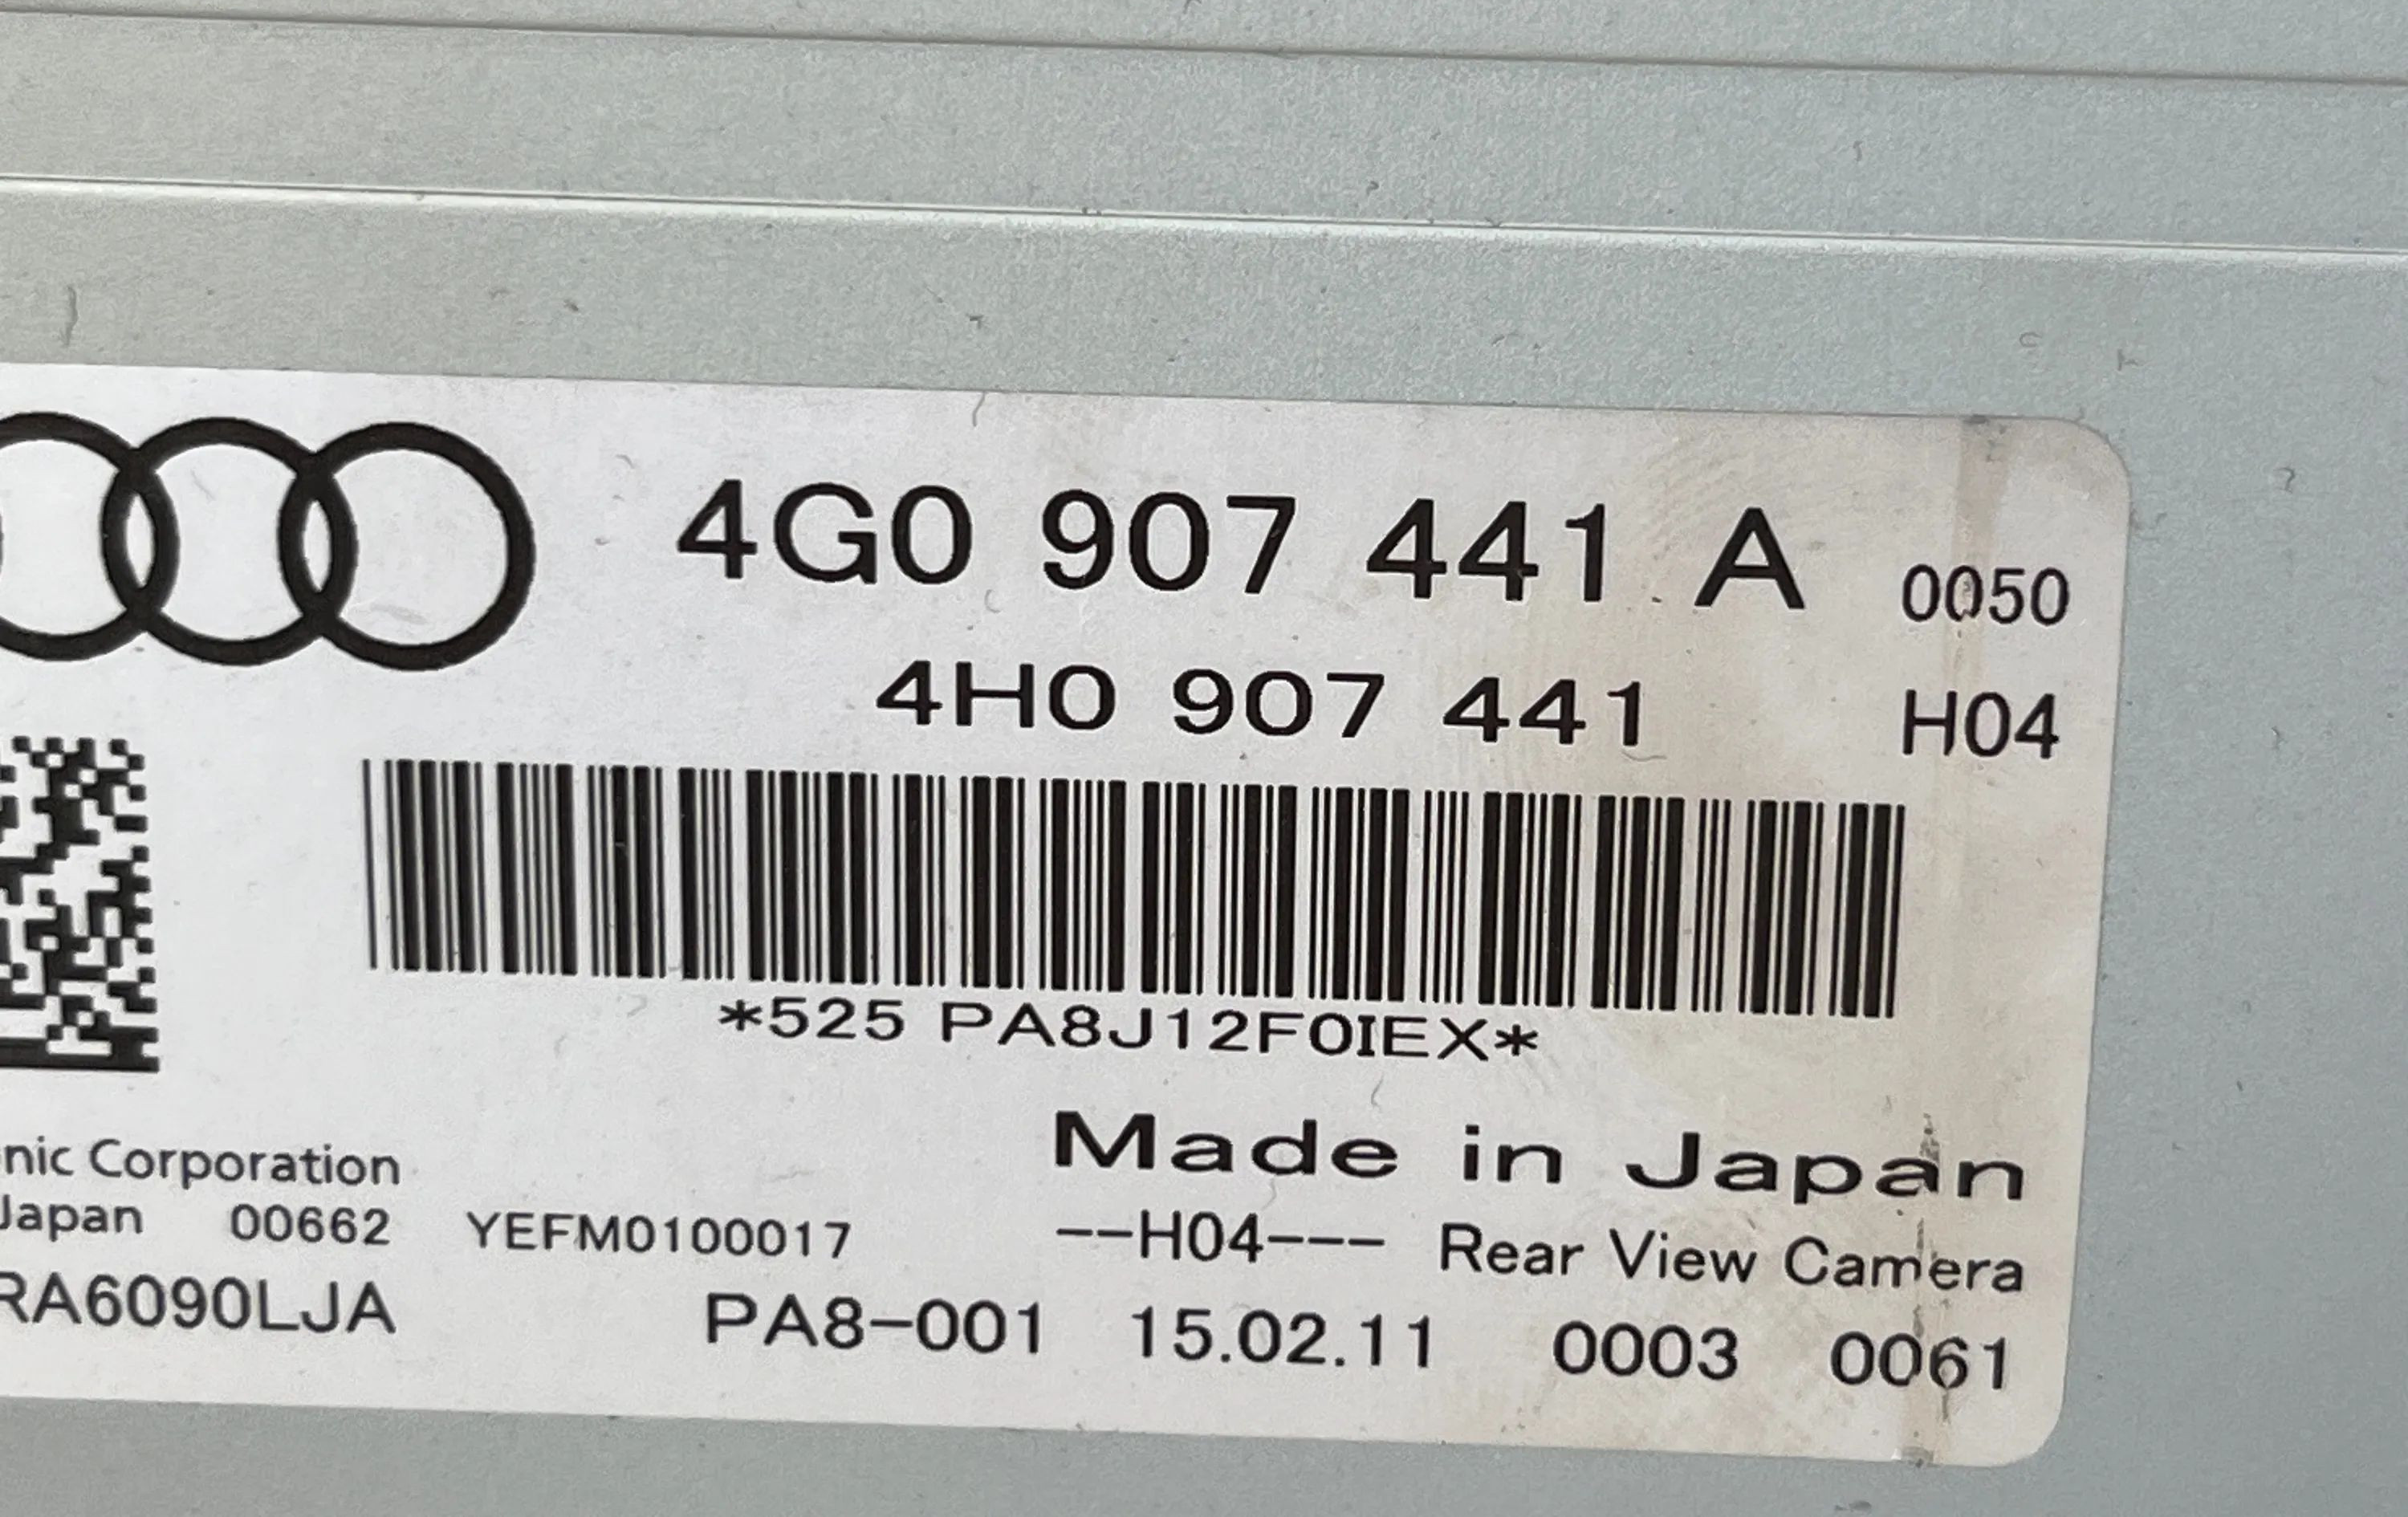 4G0 907 441 A 0050
4H0 907 441 H04
*525 PA8J12F0IEX*
Made in Japan
nic Corporation
Japan 00662 YEFM0100017 --H04--- Rear View Camera
RA6090LJA PA8-001 15.02.11 0003 0061